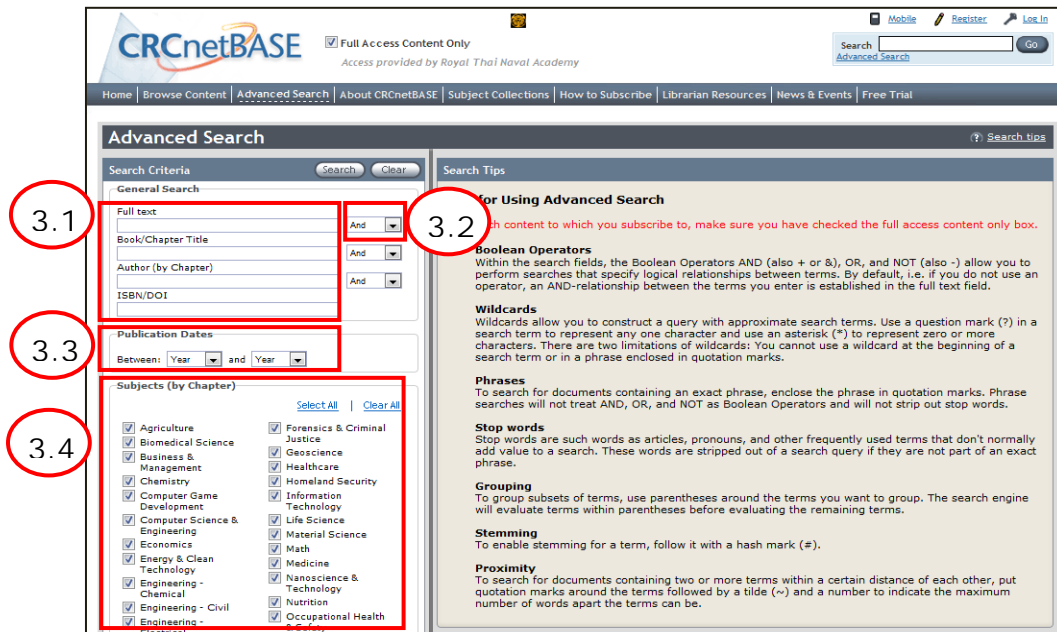 Mobile Register Log In
CRCnetBASE
Full Access Content Only
Access provided by Royal Thai Naval Academy
Search Go
Advanced Search
Home | Browse Content | Advanced Search | About CRCnetBASE | Subject Collections | How to Subscribe | Librarian Resources | News & Events | Free Trial
Advanced Search
(?) Search tips
Search Criteria Search Clear
General Search
3.1
Full text
And
3.2
Book/Chapter Title
And
Author (by Chapter)
And
ISBN/DOI
3.3
Publication Dates
Between: Year and Year
3.4
Subjects (by Chapter)
Select All | Clear All
Agriculture
Biomedical Science
Business &
Management
Chemistry
Computer Game
Development
Computer Science &
Engineering
Economics
Energy & Clean
Technology
Engineering -
Chemical
Engineering - Civil
Engineering -
Forensics & Criminal
Justice
Geoscience
Healthcare
Homeland Security
Information
Technology
Life Science
Material Science
Math
Medicine
Nanoscience &
Technology
Nutrition
Occupational Health
Search Tips
for Using Advanced Search
content to which you subscribe to, make sure you have checked the full access content only box.
Boolean Operators
Within the search fields, the Boolean Operators AND (also + or &), OR, and NOT (also -) allow you to
perform searches that specify logical relationships between terms. By default, i.e. if you do not use an
operator, an AND-relationship between the terms you enter is established in the full text field.
Wildcards
Wildcards allow you to construct a query with approximate search terms. Use a question mark (?) in a
search term to represent any one character and use an asterisk (*) to represent zero or more
characters. There are two limitations of wildcards: You cannot use a wildcard at the beginning of a
search term or in a phrase enclosed in quotation marks.
Phrases
To search for documents containing an exact phrase, enclose the phrase in quotation marks. Phrase
searches will not treat AND, OR, and NOT as Boolean Operators and will not strip out stop words.
Stop words
Stop words are such words as articles, pronouns, and other frequently used terms that don't normally
add value to a search. These words are stripped out of a search query if they are not part of an exact
phrase.
Grouping
To group subsets of terms, use parentheses around the terms you want to group. The search engine
will evaluate terms within parentheses before evaluating the remaining terms.
Stemming
To enable stemming for a term, follow it with a hash mark (#).
Proximity
To search for documents containing two or more terms within a certain distance of each other, put
quotation marks around the terms followed by a tilde (~) and a number to indicate the maximum
number of words apart the terms can be.